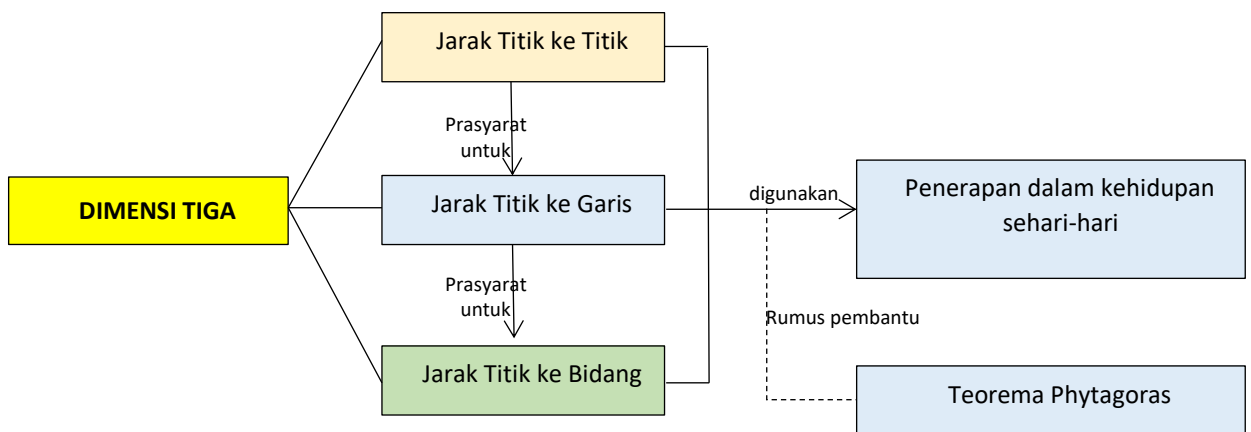 Jarak Titik ke Titik
Prasyarat
untuk
DIMENSI TIGA
Jarak Titik ke Garis
digunakan
Penerapan dalam kehidupan
sehari-hari
Prasyarat
untuk
Rumus pembantu
Jarak Titik ke Bidang
Teorema Phytagoras